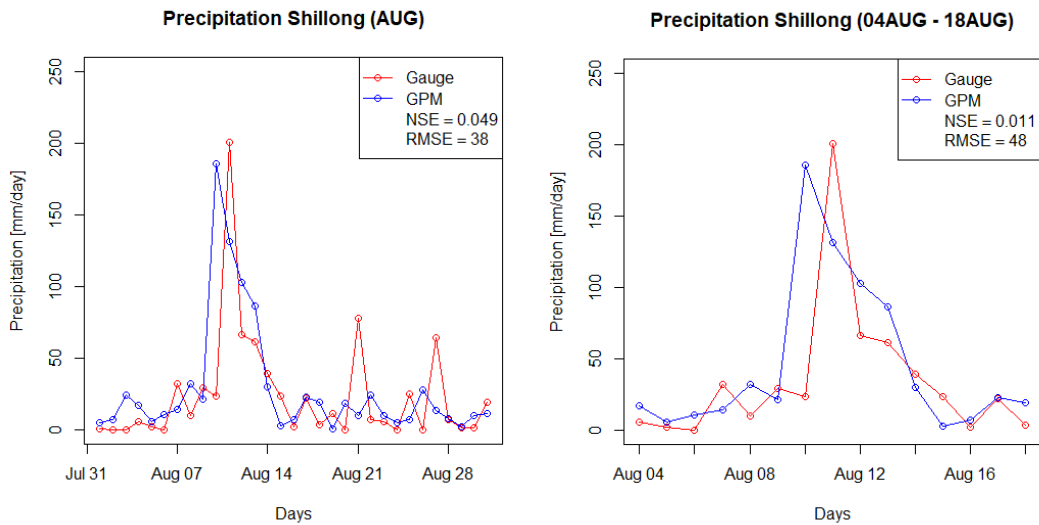 Precipitation Shillong (AUG)
Gauge
GPM
NSE = 0.049
RMSE = 38
Precipitation [mm/day]
250
200
150
100
50
0
Jul 31 Aug 07 Aug 14 Aug 21 Aug 28
Days
Precipitation Shillong (04AUG - 18AUG)
Gauge
GPM
NSE = 0.011
RMSE = 48
Precipitation [mm/day]
250
200
150
100
50
0
Aug 04 Aug 08 Aug 12 Aug 16
Days